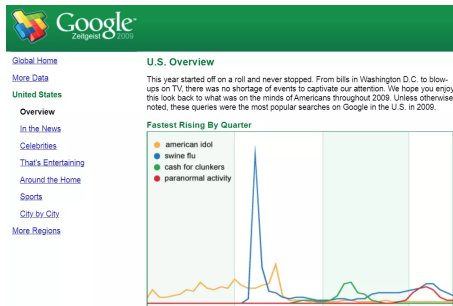 Google™
Zeitgeist 2009
Global Home
More Data
United States
Overview
In the News
Celebrities
That's Entertaining
Around the Home
Sports
City by City
More Regions
U.S. Overview
This year started off on a roll and never stopped. From bills in Washington D.C. to blow-
ups on TV, there was no shortage of events to captivate our attention. We hope you enjoy
this look back to what was on the minds of Americans throughout 2009. Unless otherwise
noted, these queries were the most popular searches on Google in the U.S. in 2009.
Fastest Rising By Quarter
american idol
swine flu
cash for clunkers
paranormal activity